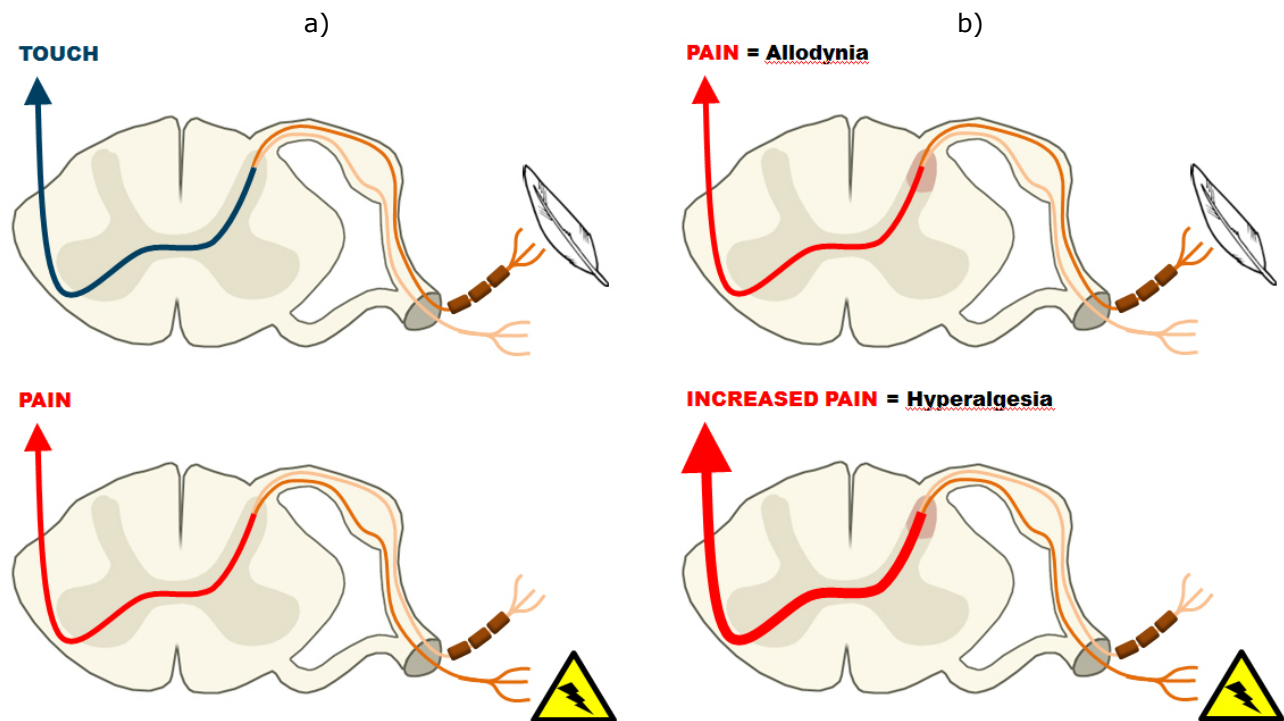 a)
b)
TOUCH
PAIN = Allodynia
PAIN
INCREASED PAIN = Hyperalgesia